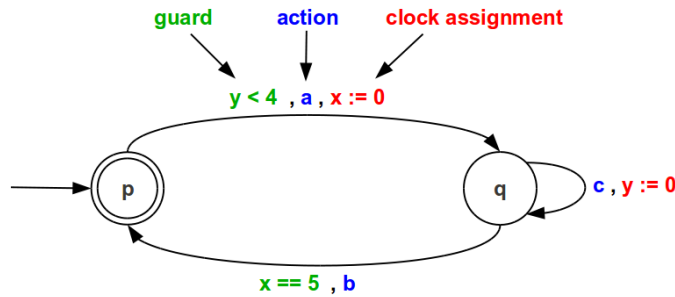 guard action clock assignment
y < 4 , a , x := 0
p q
c , y := 0
x == 5 , b